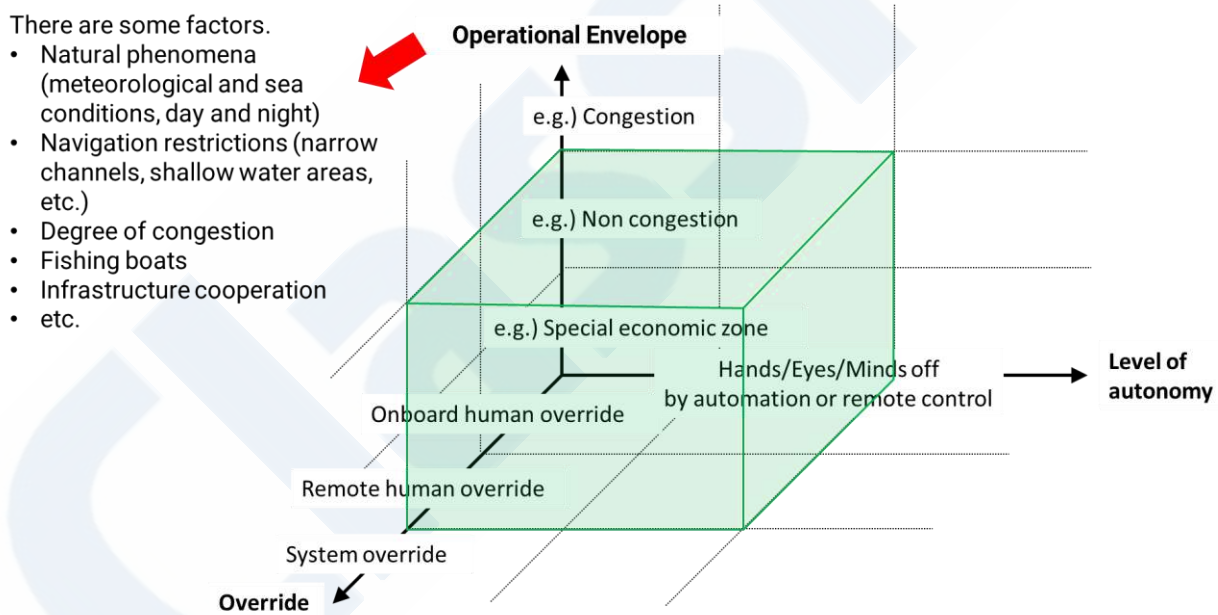 There are some factors.
• Natural phenomena
(meteorological and sea
conditions, day and night)
• Navigation restrictions (narrow
channels, shallow water areas,
etc.)
• Degree of congestion
• Fishing boats
• Infrastructure cooperation
• etc.
Operational Envelope
e.g.) Congestion
e.g.) Non congestion
e.g.) Special economic zone
Hands/Eyes/Minds off
by automation or remote control
Level of
autonomy
Onboard human override
Remote human override
System override
Override